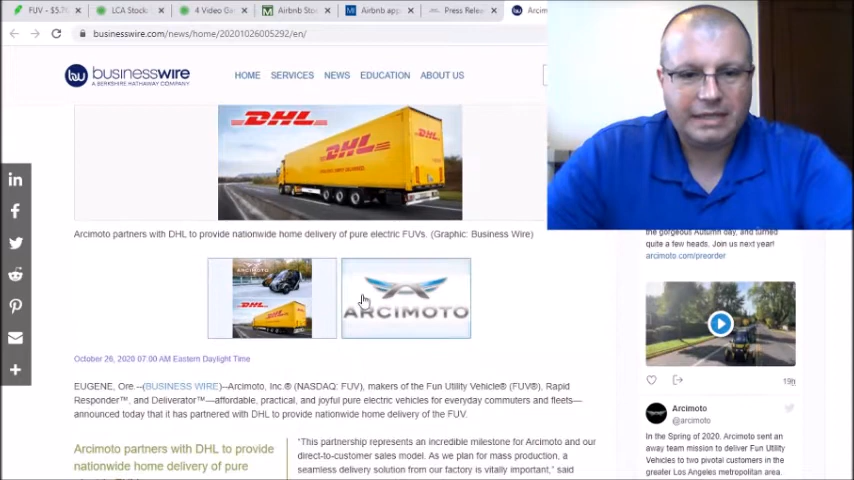 FUV - $5.7
LCA Stock
4 Video Ga
Airbnb Stoc
Airbnb app
Press Relea
Arcim
businesswire.com/news/home/20201026005292/en/
businesswire
A BERKSHIRE HATHAWAY COMPANY
HOME SERVICES NEWS EDUCATION ABOUT US
DHL
DHL
DHL
Arcimoto partners with DHL to provide nationwide home delivery of pure electric FUVs. (Graphic: Business Wire)
ARCIMOTO
DHL
ARCIMOTO
October 26, 2020 07:00 AM Eastern Daylight Time
EUGENE, Ore.--(BUSINESS WIRE)--Arcimoto, Inc.® (NASDAQ: FUV), makers of the Fun Utility Vehicle® (FUV®), Rapid
Responder™, and Deliverator™—affordable, practical, and joyful pure electric vehicles for everyday commuters and fleets—
announced today that it has partnered with DHL to provide nationwide home delivery of the FUV.
Arcimoto partners with DHL to provide
nationwide home delivery of pure
"This partnership represents an incredible milestone for Arcimoto and our
direct-to-customer sales model. As we plan for mass production, a
seamless delivery solution from our factory is vitally important," said
the gorgeous Autumn day, and turned
quite a few heads. Join us next year!
arcimoto.com/preorder
19h
Arcimoto
@arcimoto
In the Spring of 2020, Arcimoto sent an
away team mission to deliver Fun Utility
Vehicles to two pivotal customers in the
greater Los Angeles metropolitan area.